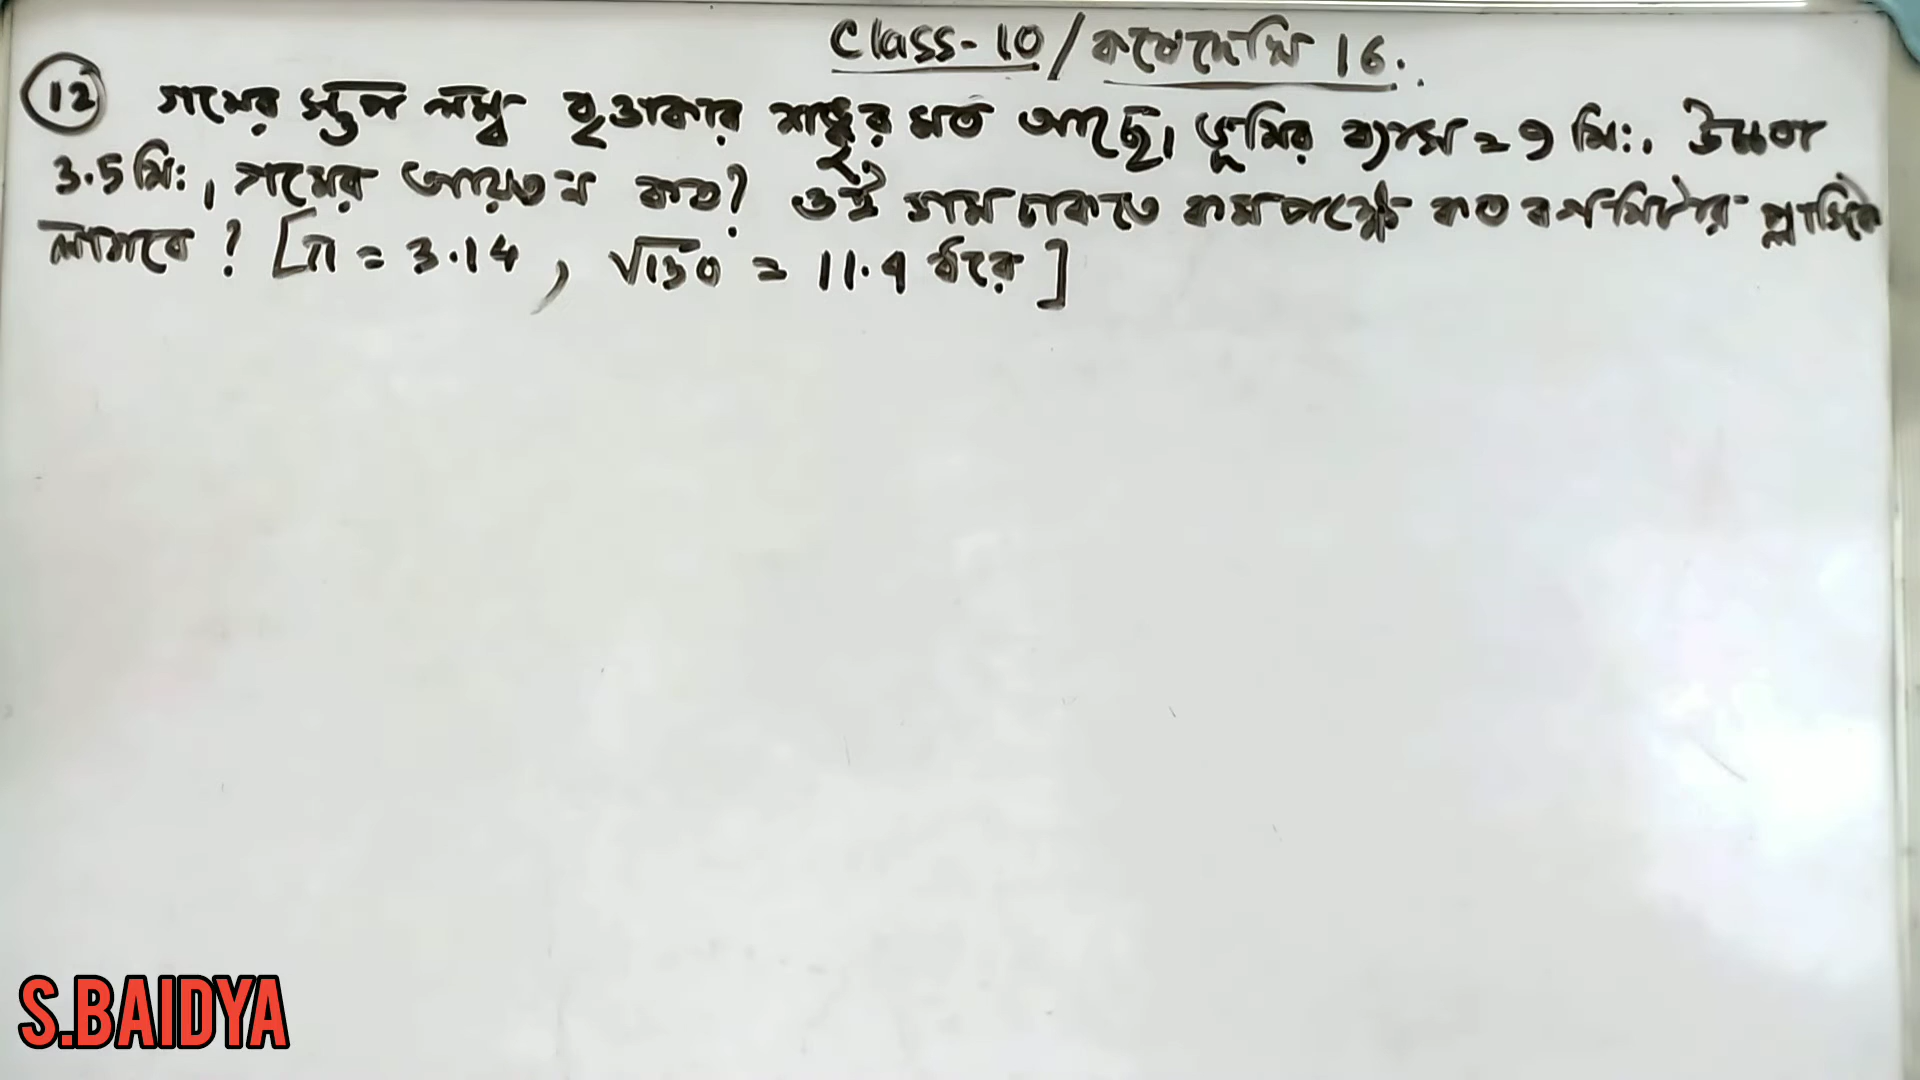 Class-10/কষে দেখি 16.
12 গমের স্তুপ লম্ব বৃত্তাকার শঙ্কুর মত আছে। ভূমির ব্যাস = 9 মি:, উচ্চতা
3.5 মি:, গমের আয়তন কত? ওই গম ঢাকতে কমপক্ষে কত বর্গমিটার প্লাস্টিক
লাগবে? [π = 3.14, √130 = 11.4 ধরে]
S.BAIDYA